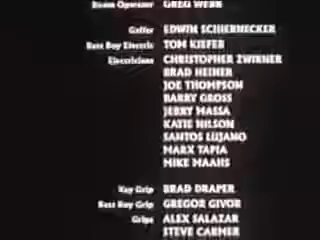 Boom Operator GREG WEBB
Gaffer EDWIN SCHIERNECKER
Best Boy Electric TOM KIEFER
Electricians CHRISTOPHER ZWIRNER
BRAD HEINER
JOE THOMPSON
BARRY GROSS
JERRY MASSA
KATIE NILSON
SANTOS LUJANO
MARX TAPIA
MIKE MAAHS
Key Grip BRAD DRAPER
Best Boy Grip GREGOR GIVOR
Grips ALEX SALAZAR
STEVE CARMER